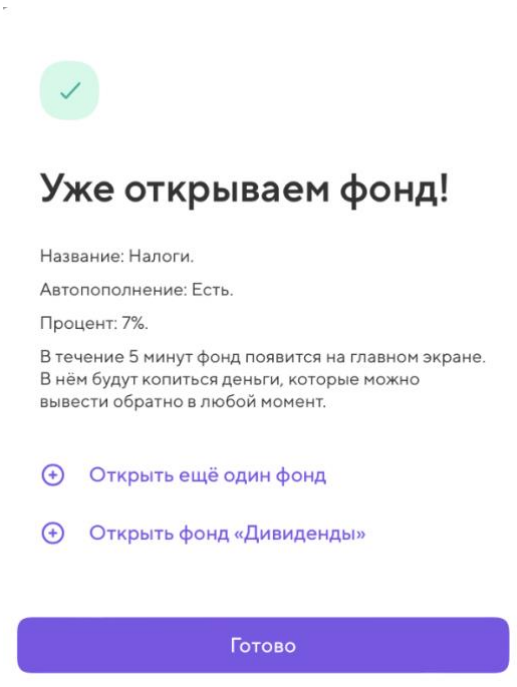 Уже открываем фонд!
Название: Налоги.
Автопополнение: Есть.
Процент: 7%.
В течение 5 минут фонд появится на главном экране.
В нём будут копиться деньги, которые можно
вывести обратно в любой момент.
Открыть ещё один фонд
Открыть фонд «Дивиденды»
Готово